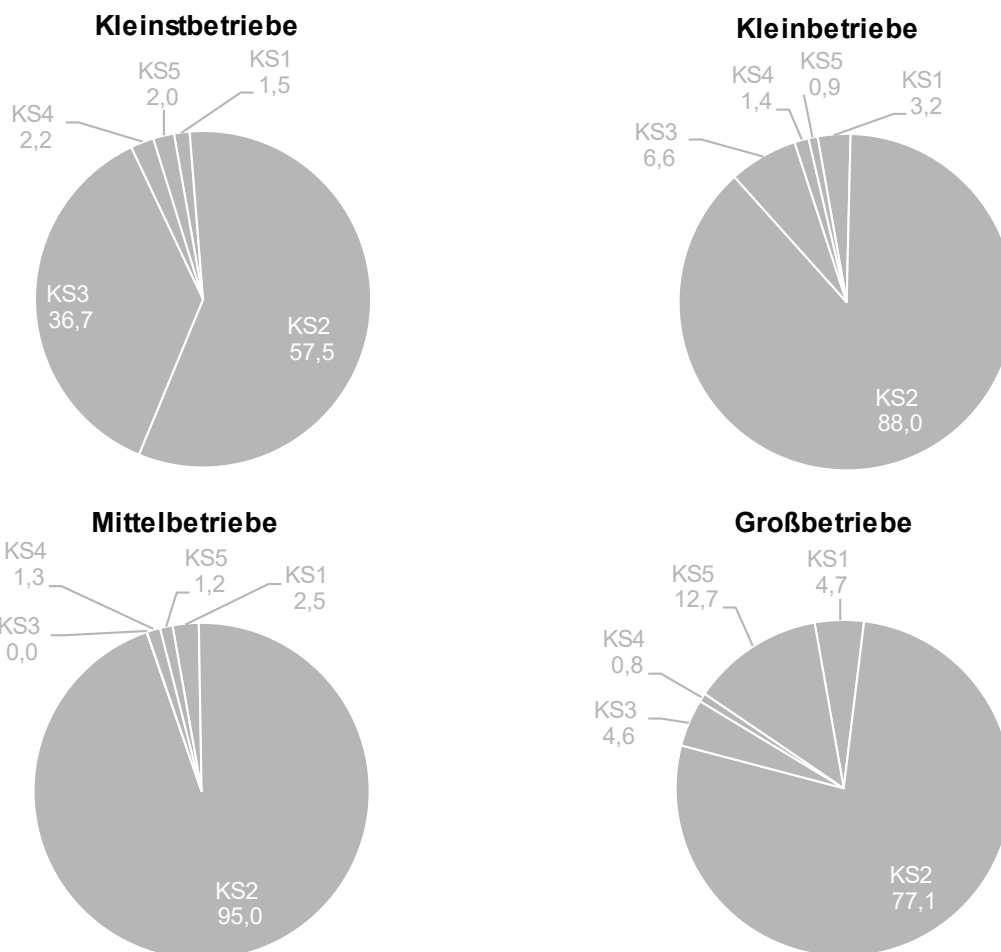 Kleinstbetriebe
KS5
2,0
KS1
1,5
KS4
2,2
KS3
36,7
KS2
57,5
Kleinbetriebe
KS5
0,9
KS4
1,4
KS1
3,2
KS3
6,6
KS2
88,0
Mittelbetriebe
KS4
1,3
KS5
1,2
KS1
2,5
KS3
0,0
KS2
95,0
Großbetriebe
KS1
4,7
KS5
12,7
KS4
0,8
KS3
4,6
KS2
77,1